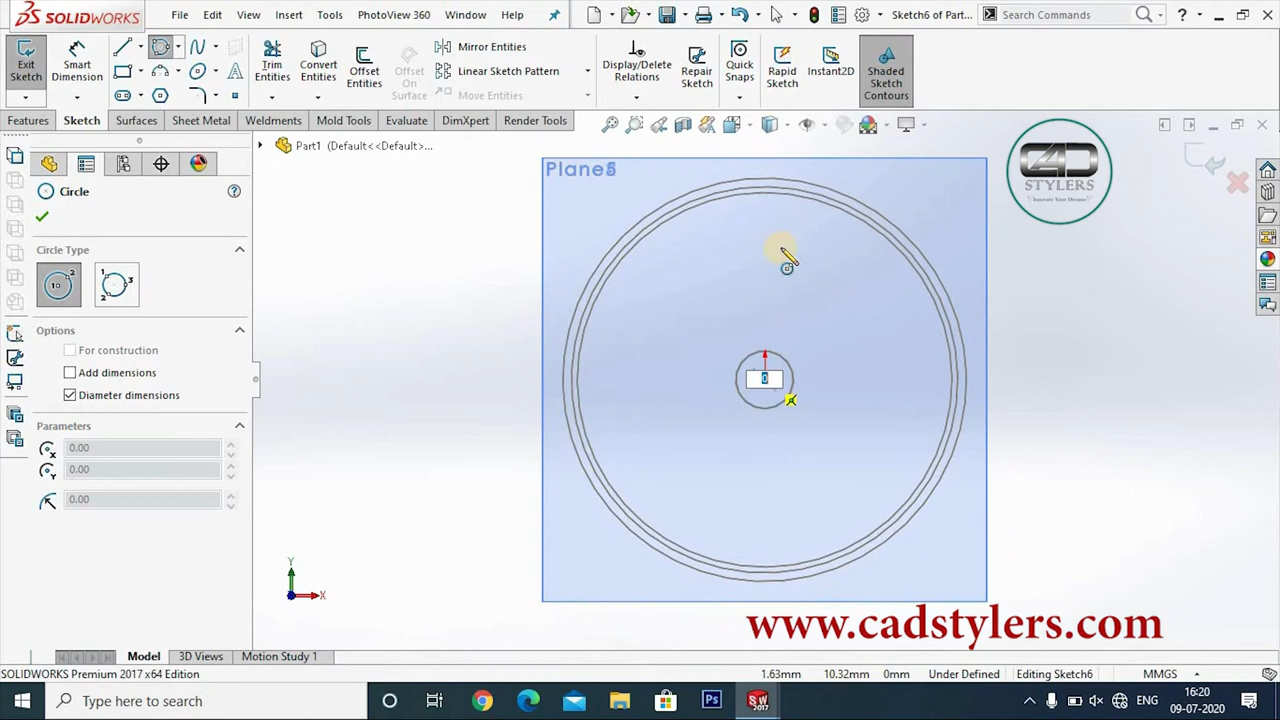 SOLIDWORKS
File Edit View Insert Tools PhotoView 360 Window Help
Sketch6 of Part...
Search Commands
Exit Sketch
Smart Dimension
Trim Entities
Convert Entities
Offset Entities
Offset On Surface
Mirror Entities
Linear Sketch Pattern
Move Entities
Display/Delete Relations
Repair Sketch
Quick Snaps
Rapid Sketch
Instant2D
Shaded Sketch Contours
Features Sketch Surfaces Sheet Metal Weldments Mold Tools Evaluate DimXpert Render Tools
Part1 (Default<<Default>...
CAD
STYLERS
Innovate Your Dreams
Circle
Circle Type
Options
For construction
Add dimensions
Diameter dimensions
Parameters
0.00
0.00
0.00
0
Y
X
www.cadstylers.com
Model 3D Views Motion Study 1
SOLIDWORKS Premium 2017 x64 Edition
1.63mm 10.32mm 0mm Under Defined Editing Sketch6 MMGS
Type here to search
ENG
16:20
09-07-2020